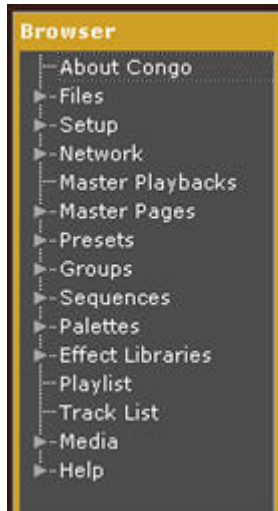 Browser
About Congo
Files
Setup
Network
Master Playbacks
Master Pages
Presets
Groups
Sequences
Palettes
Effect Libraries
Playlist
Track List
Media
Help